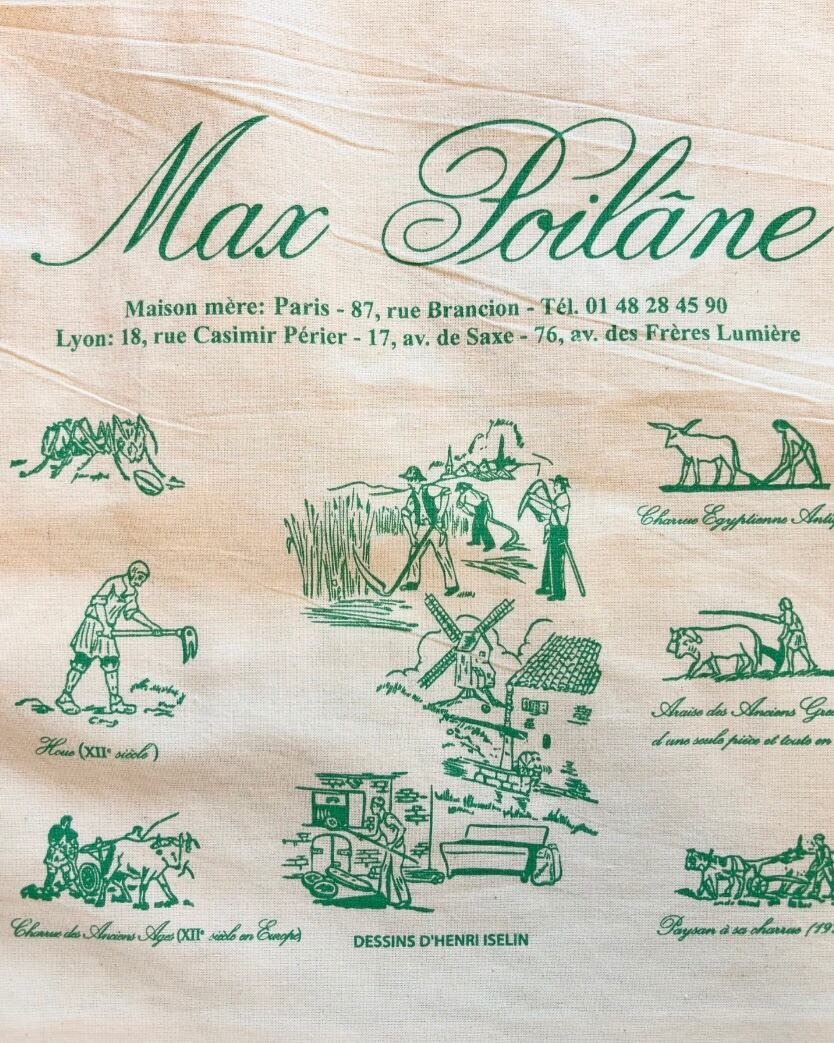 Max Poilâne
Maison mère: Paris - 87, rue Brancion - Tél. 01 48 28 45 90
Lyon: 18, rue Casimir Périer - 17, av. de Saxe - 76, av. des Frères Lumière
Charrue Egyptienne
Houe (XIIe siècle)
Araise des Anciens
d'une seule pièce et toute en
Charrue des Anciens Ages (XIIe siècle en Europe)
DESSINS D'HENRI ISELIN
Paysan à sa charrue